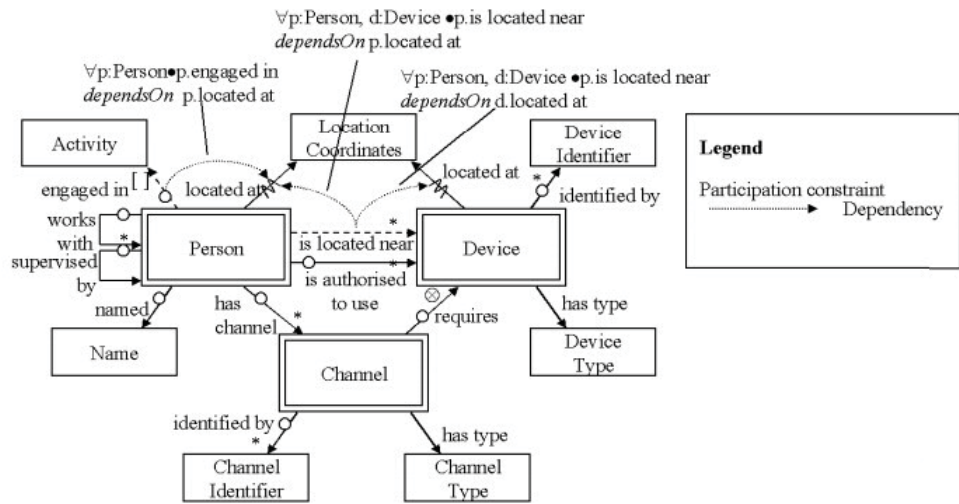 ∀p:Person, d:Device ●p.is located near
dependsOn p.located at
∀p:Person●p.engaged in
dependsOn p.located at
∀p:Person, d:Device ●p.is located near
dependsOn d.located at
Activity
Location
Coordinates
Device
Identifier
engaged in
[ ]
located at
located at
*
identified by
works
with
*
supervised
by
Person
*
is located near
*
is authorised
to use
Device
named
has
channel
*
⊗
requires
has type
Name
Channel
Device
Type
identified by
*
has type
Channel
Identifier
Channel
Type
Legend
Participation constraint
Dependency